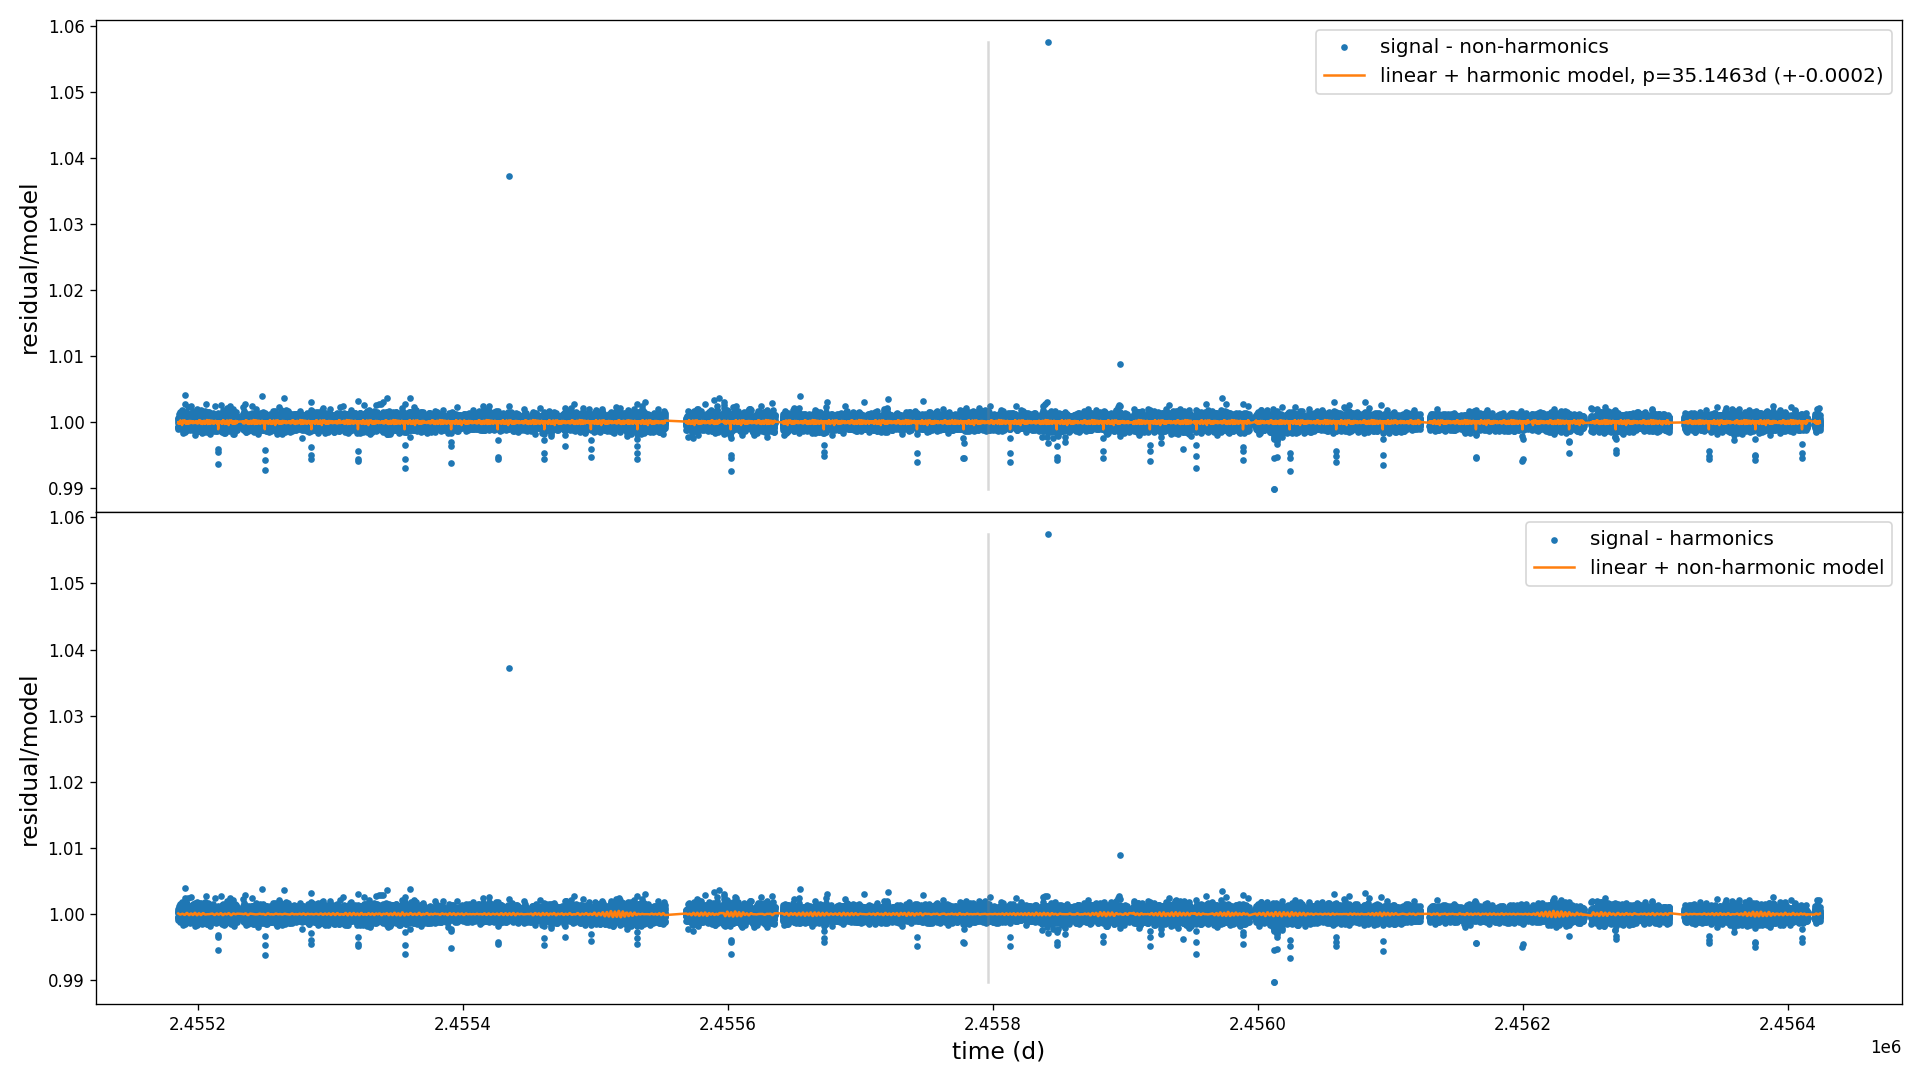 1.06
1.05
1.04
1.03
1.02
1.01
1.00
0.99
residual/model
signal - non-harmonics
linear + harmonic model, p=35.1463d (+-0.0002)
1.06
1.05
1.04
1.03
1.02
1.01
1.00
0.99
residual/model
signal - harmonics
linear + non-harmonic model
2.4552
2.4554
2.4556
2.4558
2.4560
2.4562
2.4564
time (d)
1e6